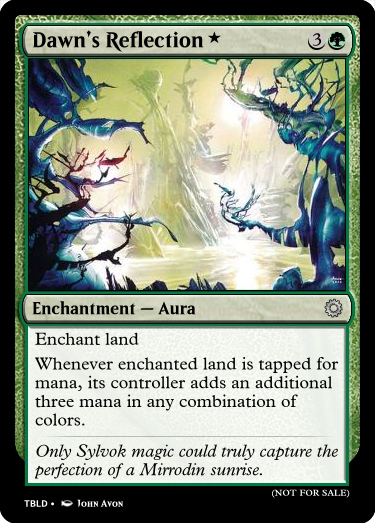 Dawn's Reflection ★ 3
Enchantment — Aura
Enchant land
Whenever enchanted land is tapped for
mana, its controller adds an additional
three mana in any combination of
colors.
Only Sylvok magic could truly capture the
perfection of a Mirrodin sunrise.
(NOT FOR SALE)
TBLD • John Avon